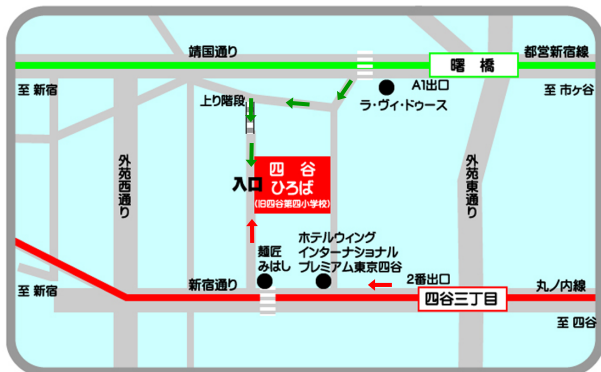 靖国通り
曙橋
都営新宿線
至 新宿
上り階段
A1出口
至 市ヶ谷
ラ・ヴィ・ドゥース
外苑西通り
外苑東通り
四谷
ひろば
(旧四谷第四小学校)
入口
麺匠
みはし
ホテルウィング
インターナショナル
プレミアム東京四谷
至 新宿
新宿通り
2番出口
丸ノ内線
四谷三丁目
至 四谷